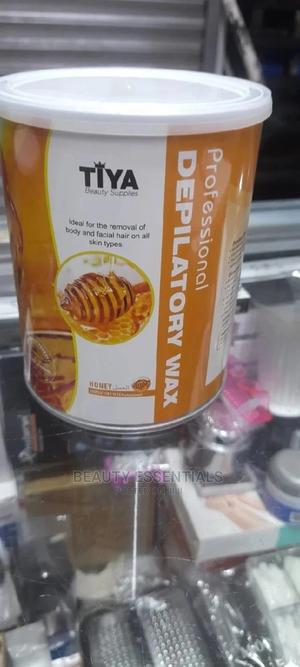 TIYA
Beauty Supplies
Ideal for the removal of
body and facial hair on all
skin types.
HONEY العسل
Professional
DEPILATORY WAX
BEAUTY ESSENTIALS